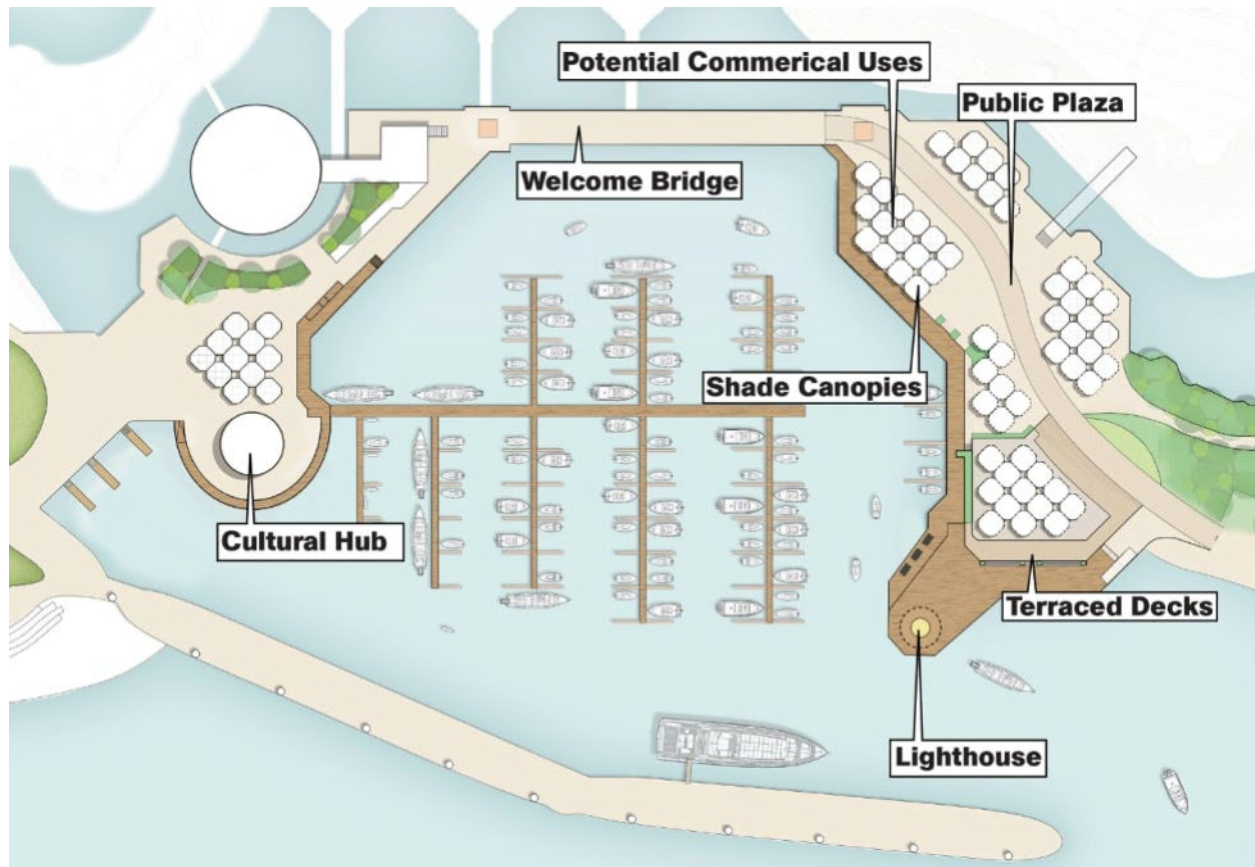 Potential Commerical Uses
Public Plaza
Welcome Bridge
Shade Canopies
Cultural Hub
Terraced Decks
Lighthouse